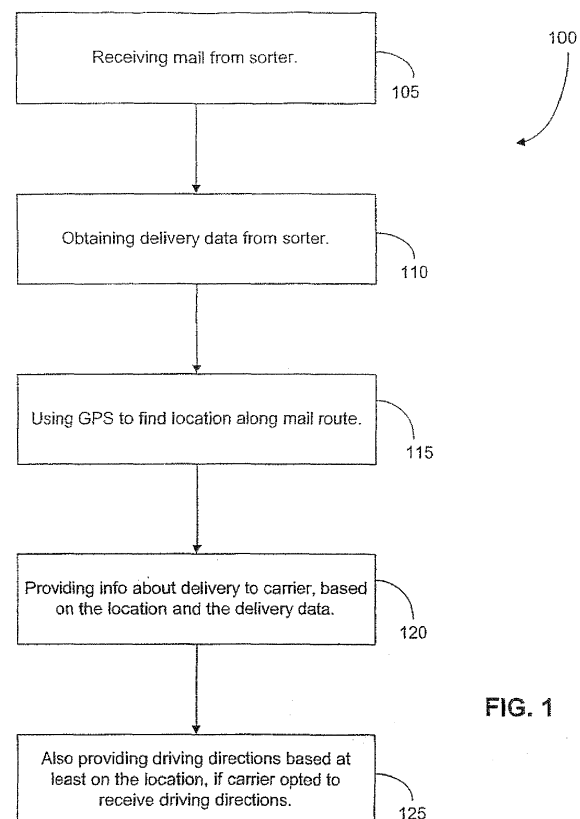 Receiving mail from sorter.
105
100
Obtaining delivery data from sorter.
110
Using GPS to find location along mail route.
115
Providing info about delivery to carrier, based
on the location and the delivery data.
120
FIG. 1
Also providing driving directions based at
least on the location, if carrier opted to
receive driving directions.
125